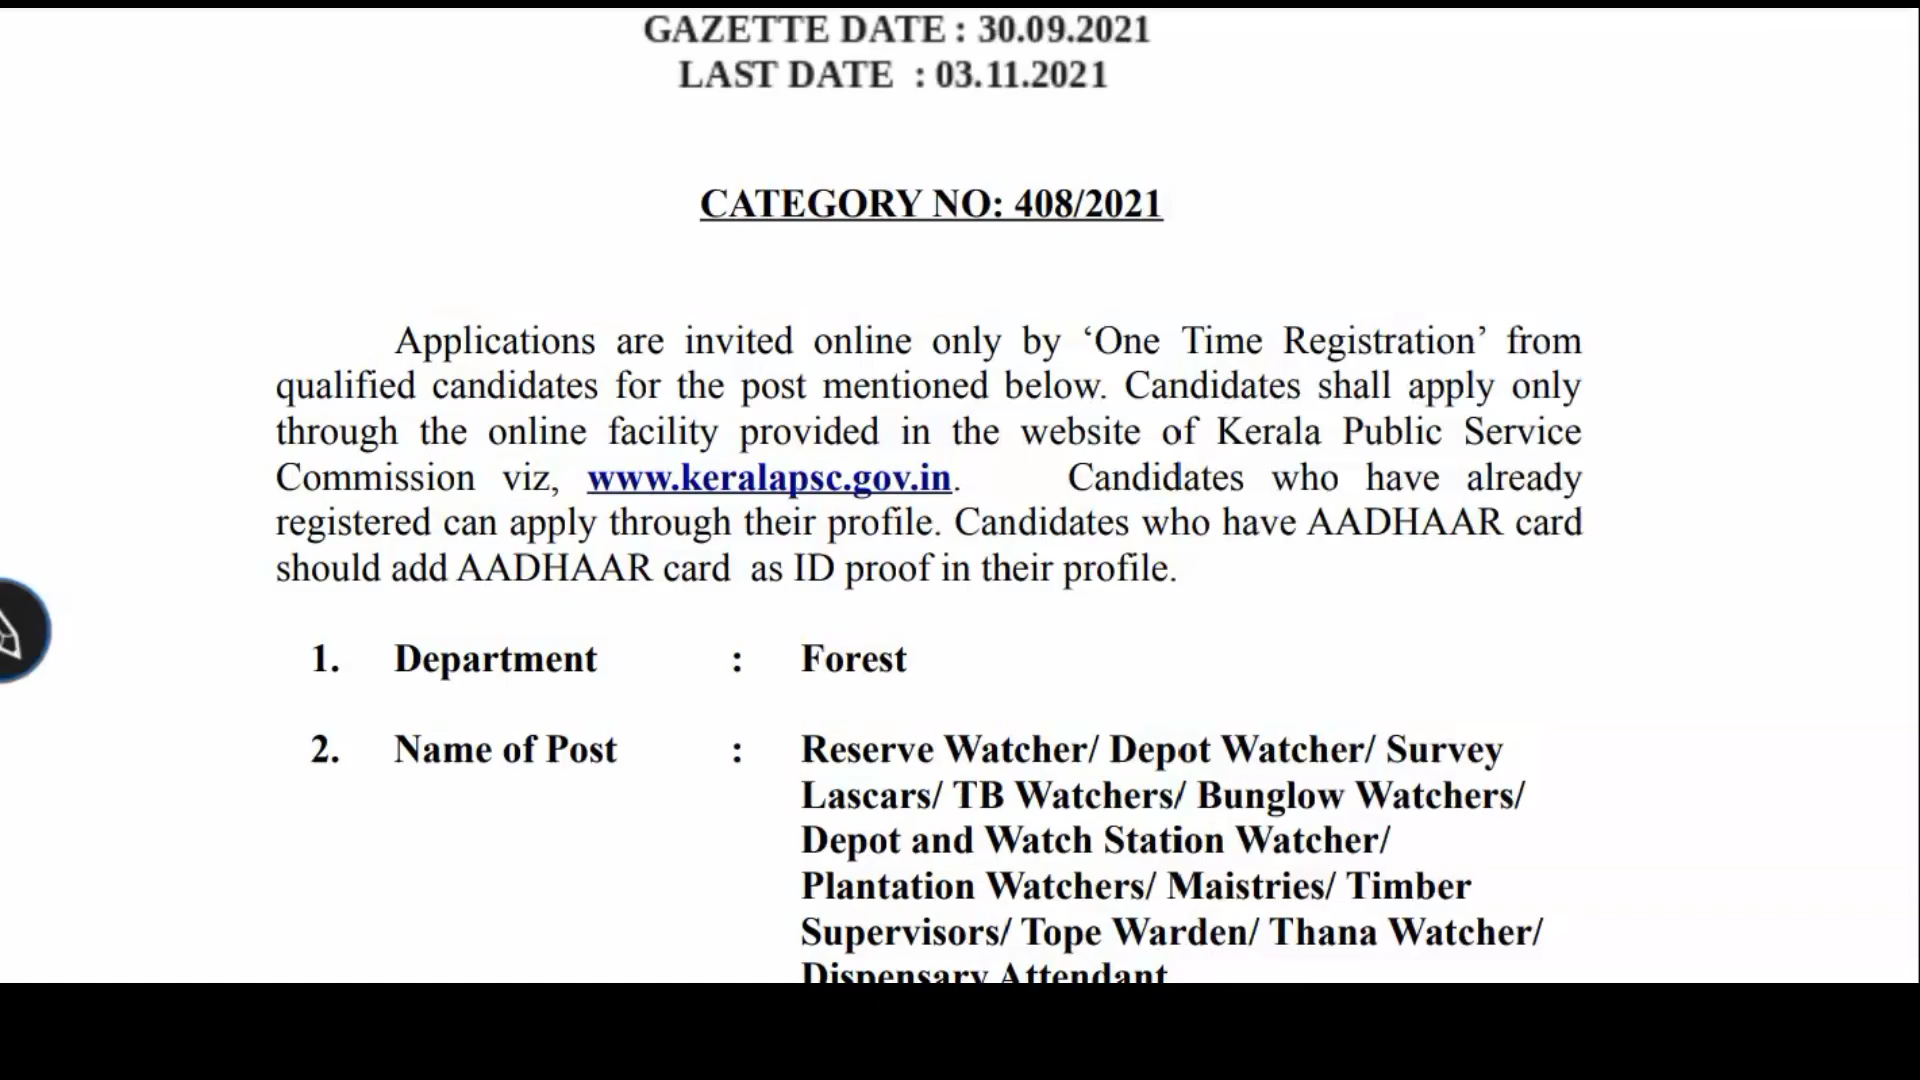 GAZETTE DATE : 30.09.2021
LAST DATE : 03.11.2021
CATEGORY NO: 408/2021
Applications are invited online only by ‘One Time Registration’ from
qualified candidates for the post mentioned below. Candidates shall apply only
through the online facility provided in the website of Kerala Public Service
Commission viz, www.keralapsc.gov.in. Candidates who have already
registered can apply through their profile. Candidates who have AADHAAR card
should add AADHAAR card as ID proof in their profile.
1. Department : Forest
2. Name of Post : Reserve Watcher/ Depot Watcher/ Survey
Lascars/ TB Watchers/ Bunglow Watchers/
Depot and Watch Station Watcher/
Plantation Watchers/ Maistries/ Timber
Supervisors/ Tope Warden/ Thana Watcher/
Dispensary Attendant